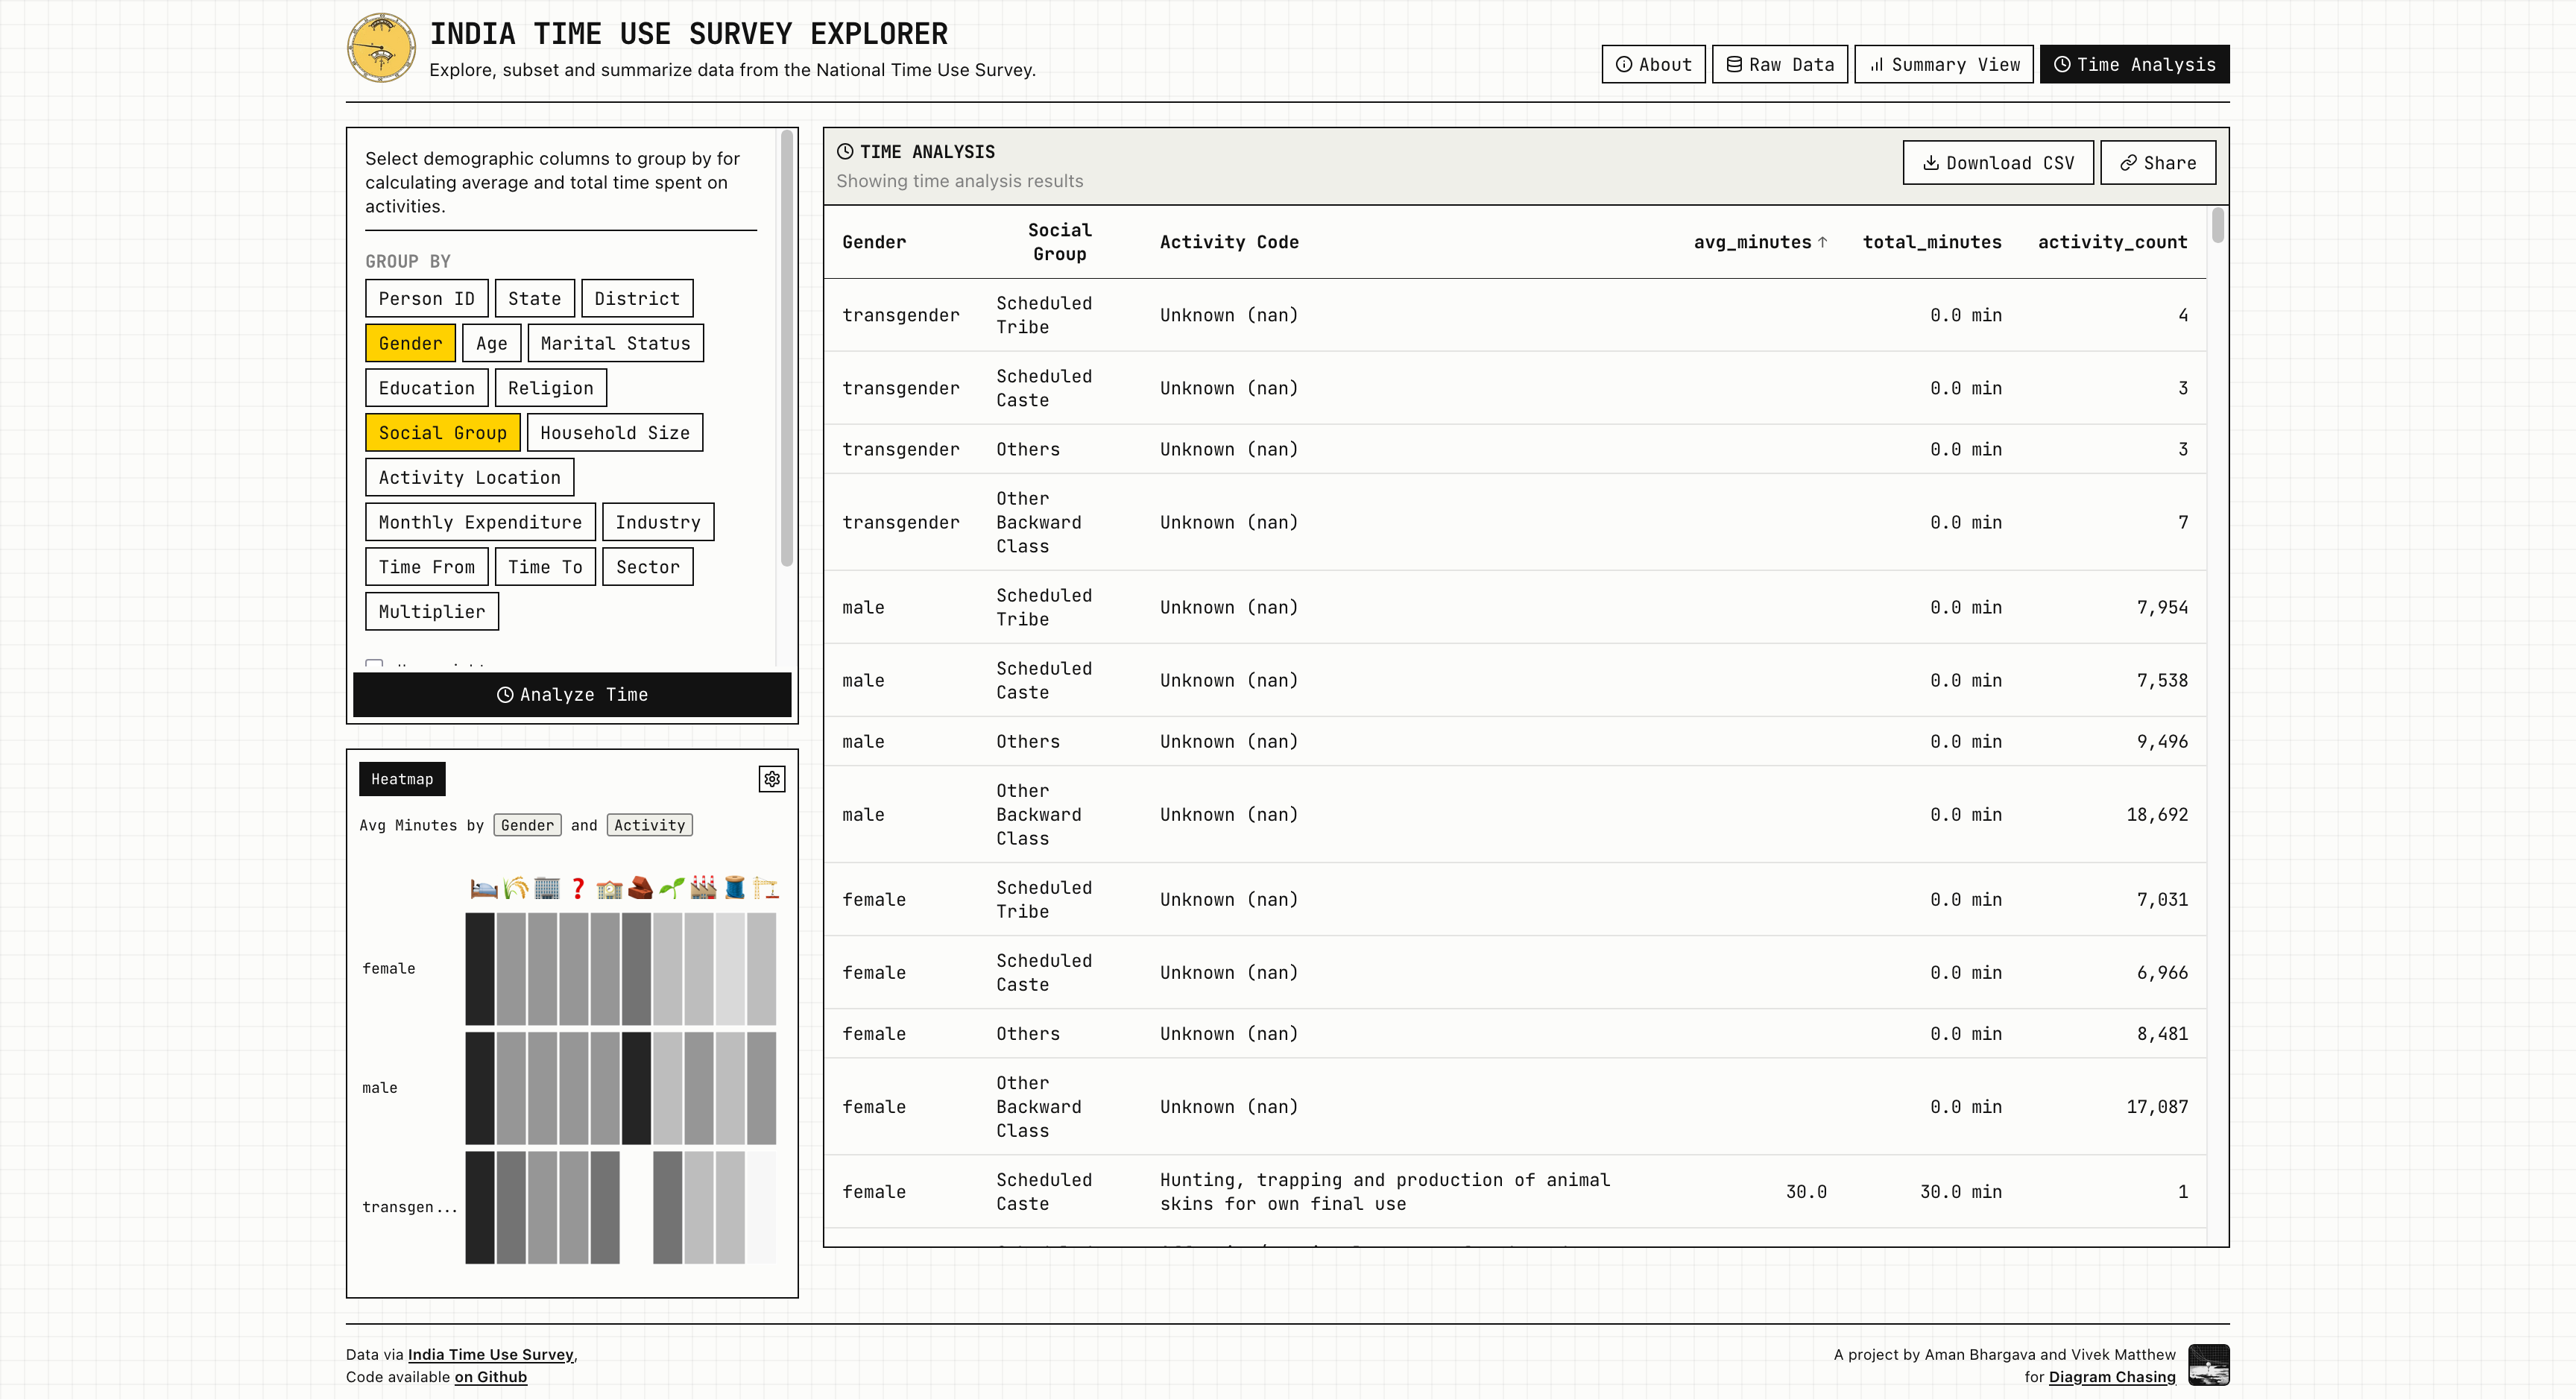 INDIA TIME USE SURVEY EXPLORER
Explore, subset and summarize data from the National Time Use Survey.
About
Raw Data
Summary View
Time Analysis
Select demographic columns to group by for
calculating average and total time spent on
activities.
GROUP BY
Person ID State District
Gender Age Marital Status
Education Religion
Social Group Household Size
Activity Location
Monthly Expenditure Industry
Time From Time To Sector
Multiplier
Analyze Time
Heatmap
Avg Minutes by Gender and Activity
female
male
transgen...
TIME ANALYSIS
Showing time analysis results
Download CSV
Share
Gender Social Group Activity Code avg_minutes ↑ total_minutes activity_count
transgender Scheduled Tribe Unknown (nan) 0.0 min 4
transgender Scheduled Caste Unknown (nan) 0.0 min 3
transgender Others Unknown (nan) 0.0 min 3
transgender Other Backward Class Unknown (nan) 0.0 min 7
male Scheduled Tribe Unknown (nan) 0.0 min 7,954
male Scheduled Caste Unknown (nan) 0.0 min 7,538
male Others Unknown (nan) 0.0 min 9,496
male Other Backward Class Unknown (nan) 0.0 min 18,692
female Scheduled Tribe Unknown (nan) 0.0 min 7,031
female Scheduled Caste Unknown (nan) 0.0 min 6,966
female Others Unknown (nan) 0.0 min 8,481
female Other Backward Class Unknown (nan) 0.0 min 17,087
female Scheduled Caste Hunting, trapping and production of animal skins for own final use 30.0 30.0 min 1
Data via India Time Use Survey,
Code available on Github
A project by Aman Bhargava and Vivek Matthew
for Diagram Chasing